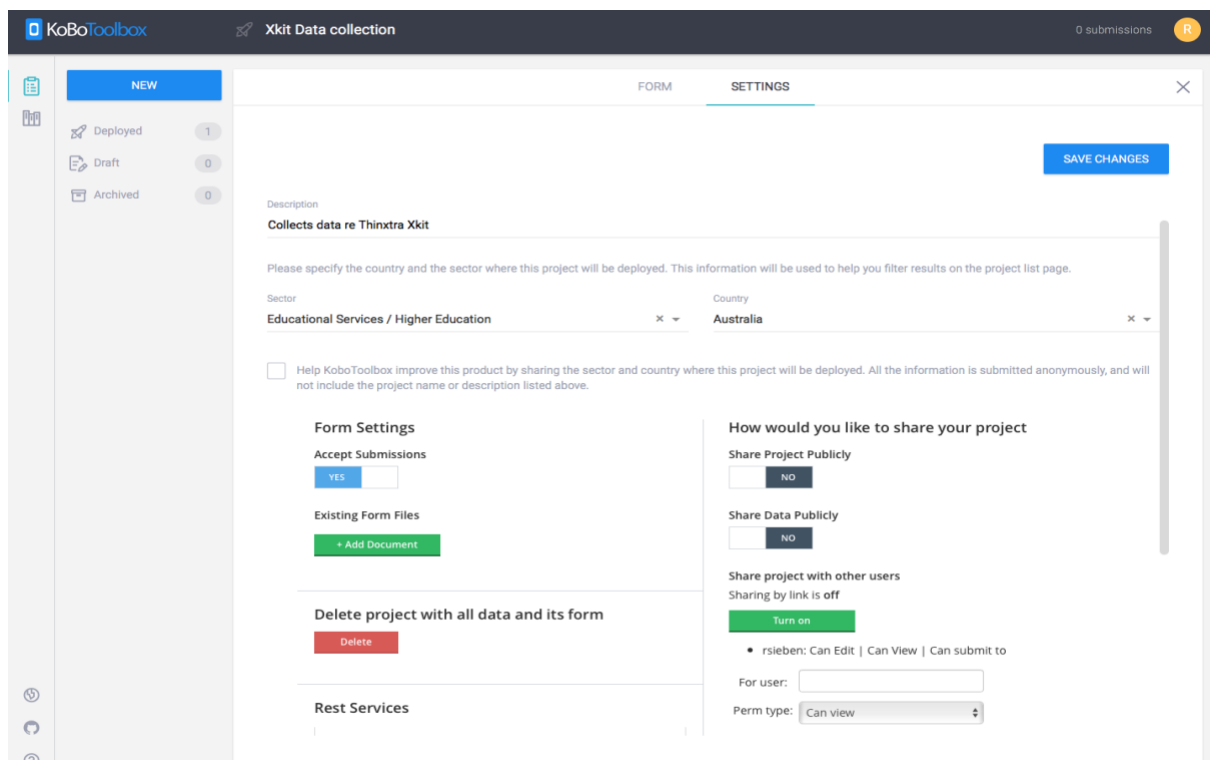 KoBoToolbox
Xkit Data collection
0 submissions
R
NEW
Deployed 1
Draft 0
Archived 0
FORM SETTINGS
SAVE CHANGES
Description
Collects data re Thinxtra Xkit
Please specify the country and the sector where this project will be deployed. This information will be used to help you filter results on the project list page.
Sector
Educational Services / Higher Education
Country
Australia
Help KoboToolbox improve this product by sharing the sector and country where this project will be deployed. All the information is submitted anonymously, and will
not include the project name or description listed above.
Form Settings
Accept Submissions
YES
Existing Form Files
+ Add Document
Delete project with all data and its form
Delete
Rest Services
How would you like to share your project
Share Project Publicly
NO
Share Data Publicly
NO
Share project with other users
Sharing by link is off
Turn on
• rsieben: Can Edit | Can View | Can submit to
For user:
Perm type: Can view